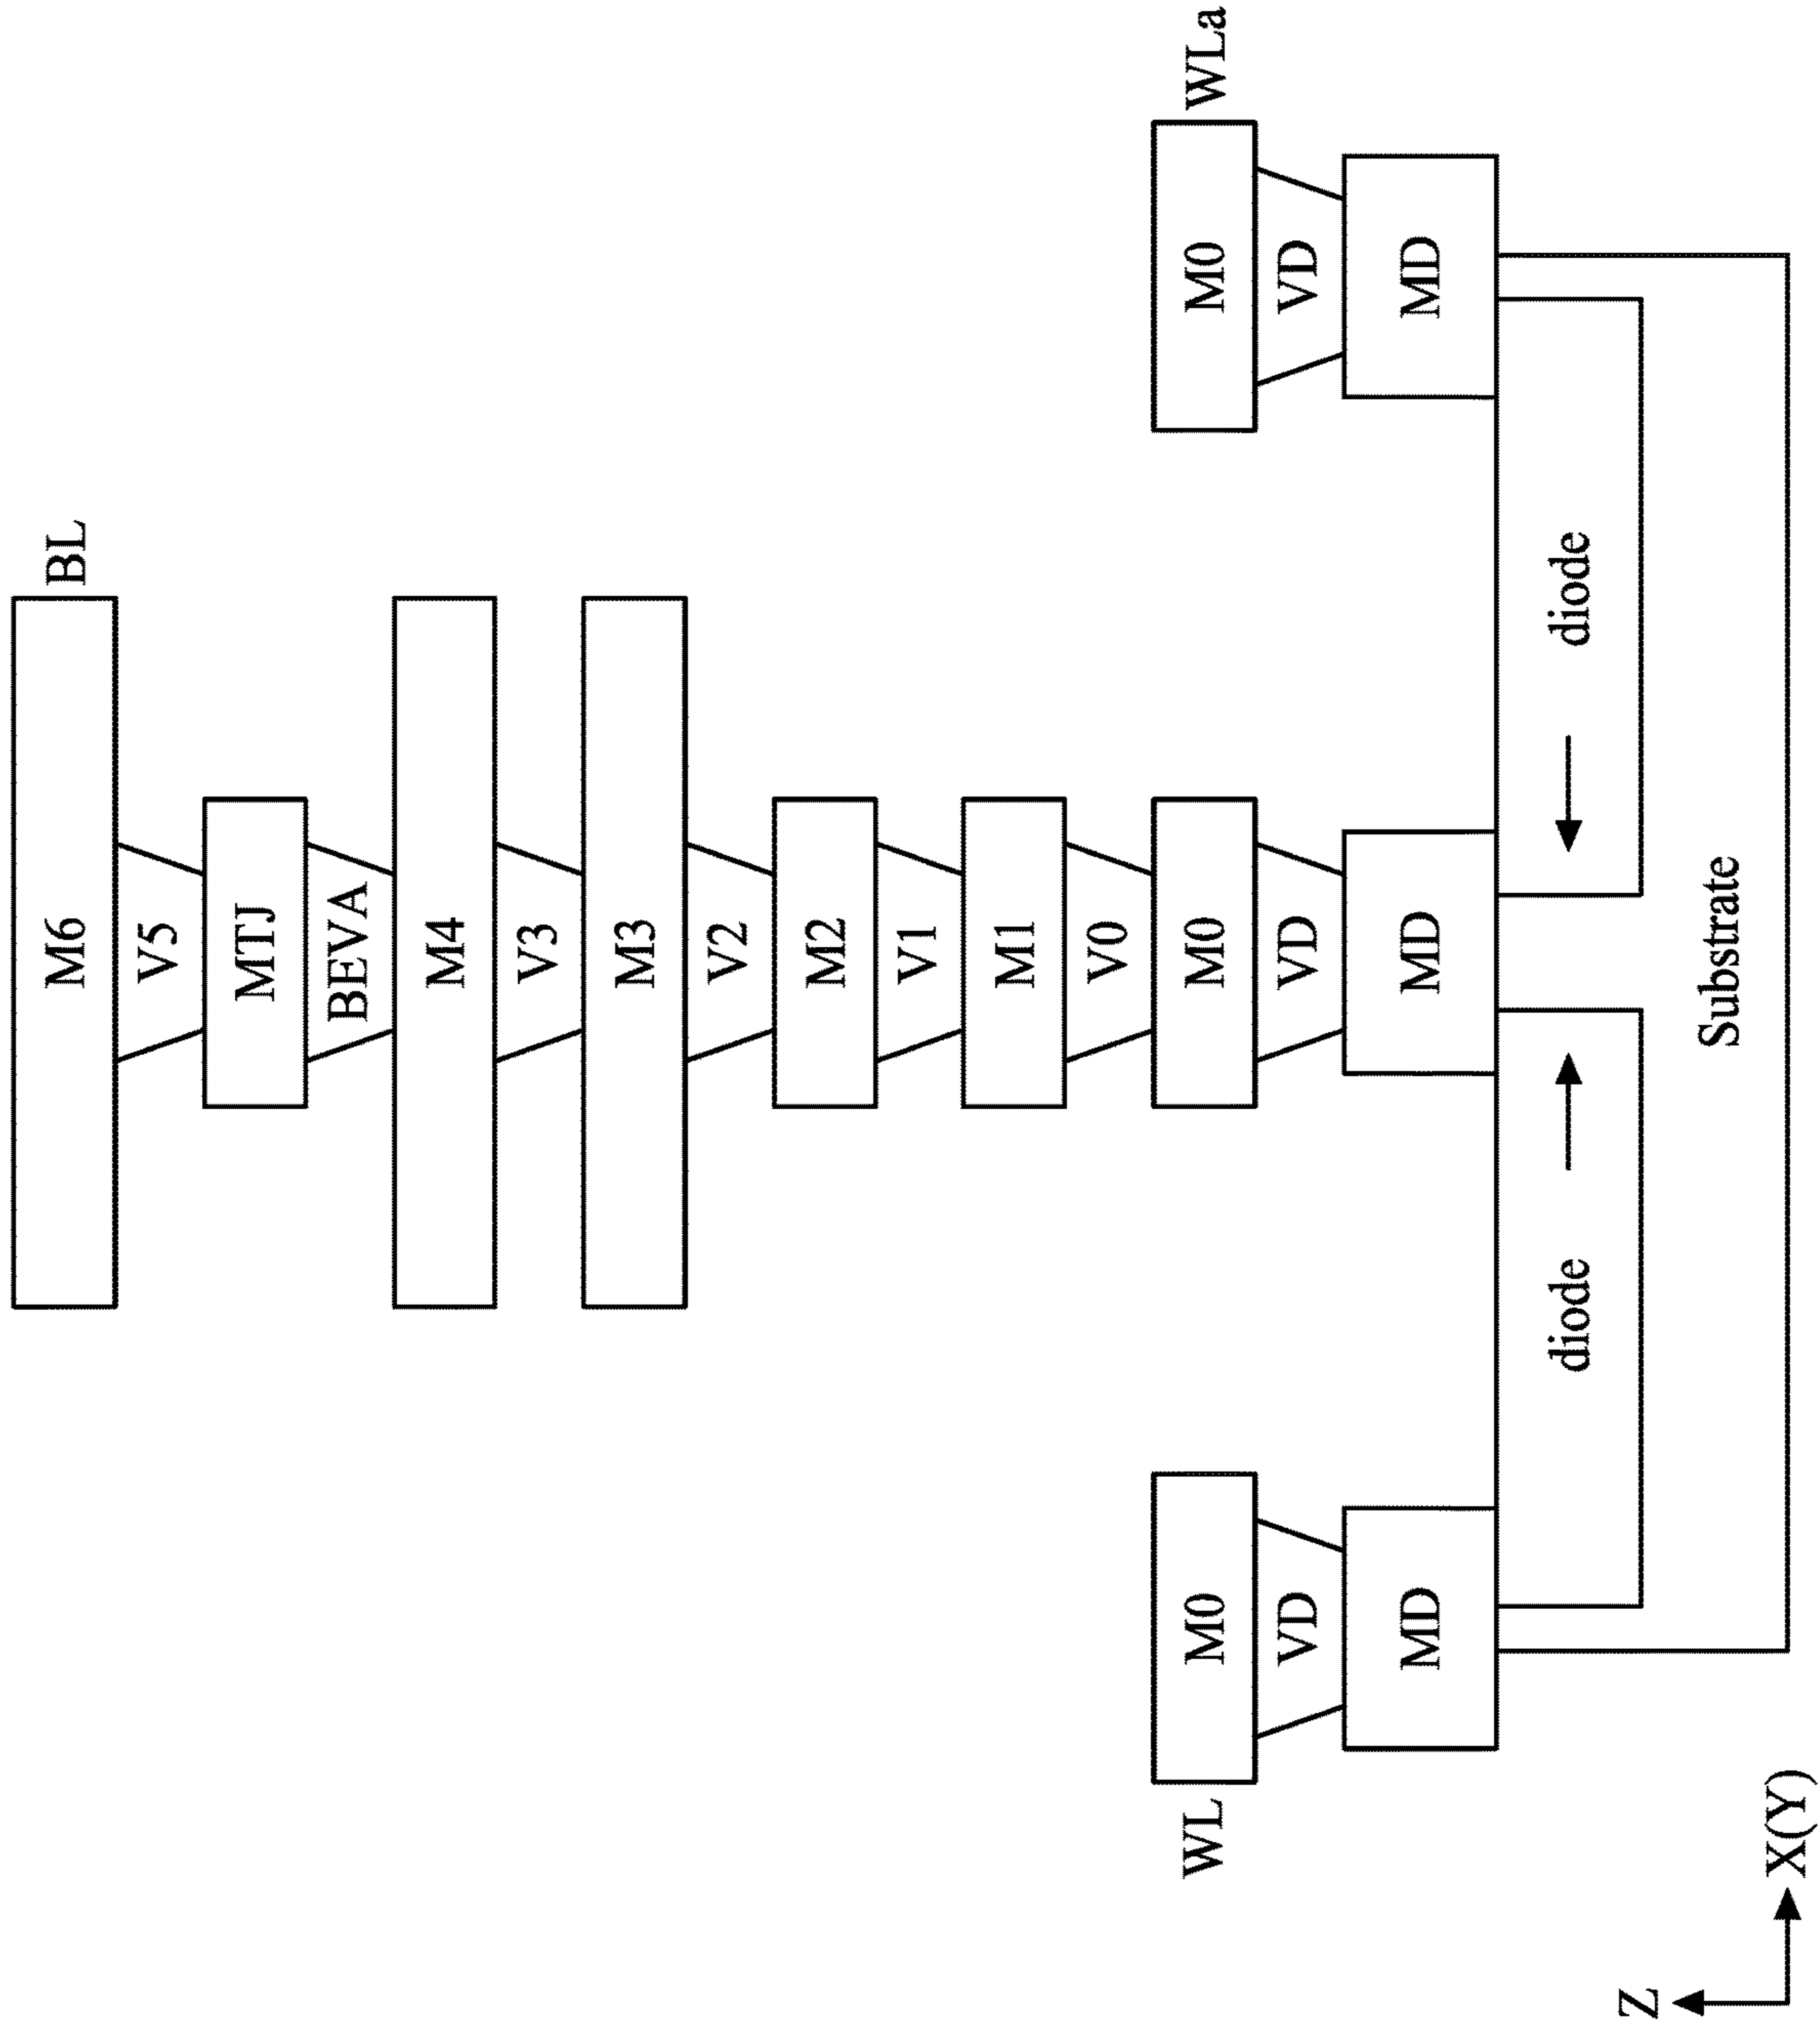 M6 BL
V5
MTJ
BEVA
M4
V3
M3
V2
M2
V1
M1
V0
WL M0 M0 M0 WLa
VD VD VD
MD MD MD
diode diode
Substrate
Z
X(Y)